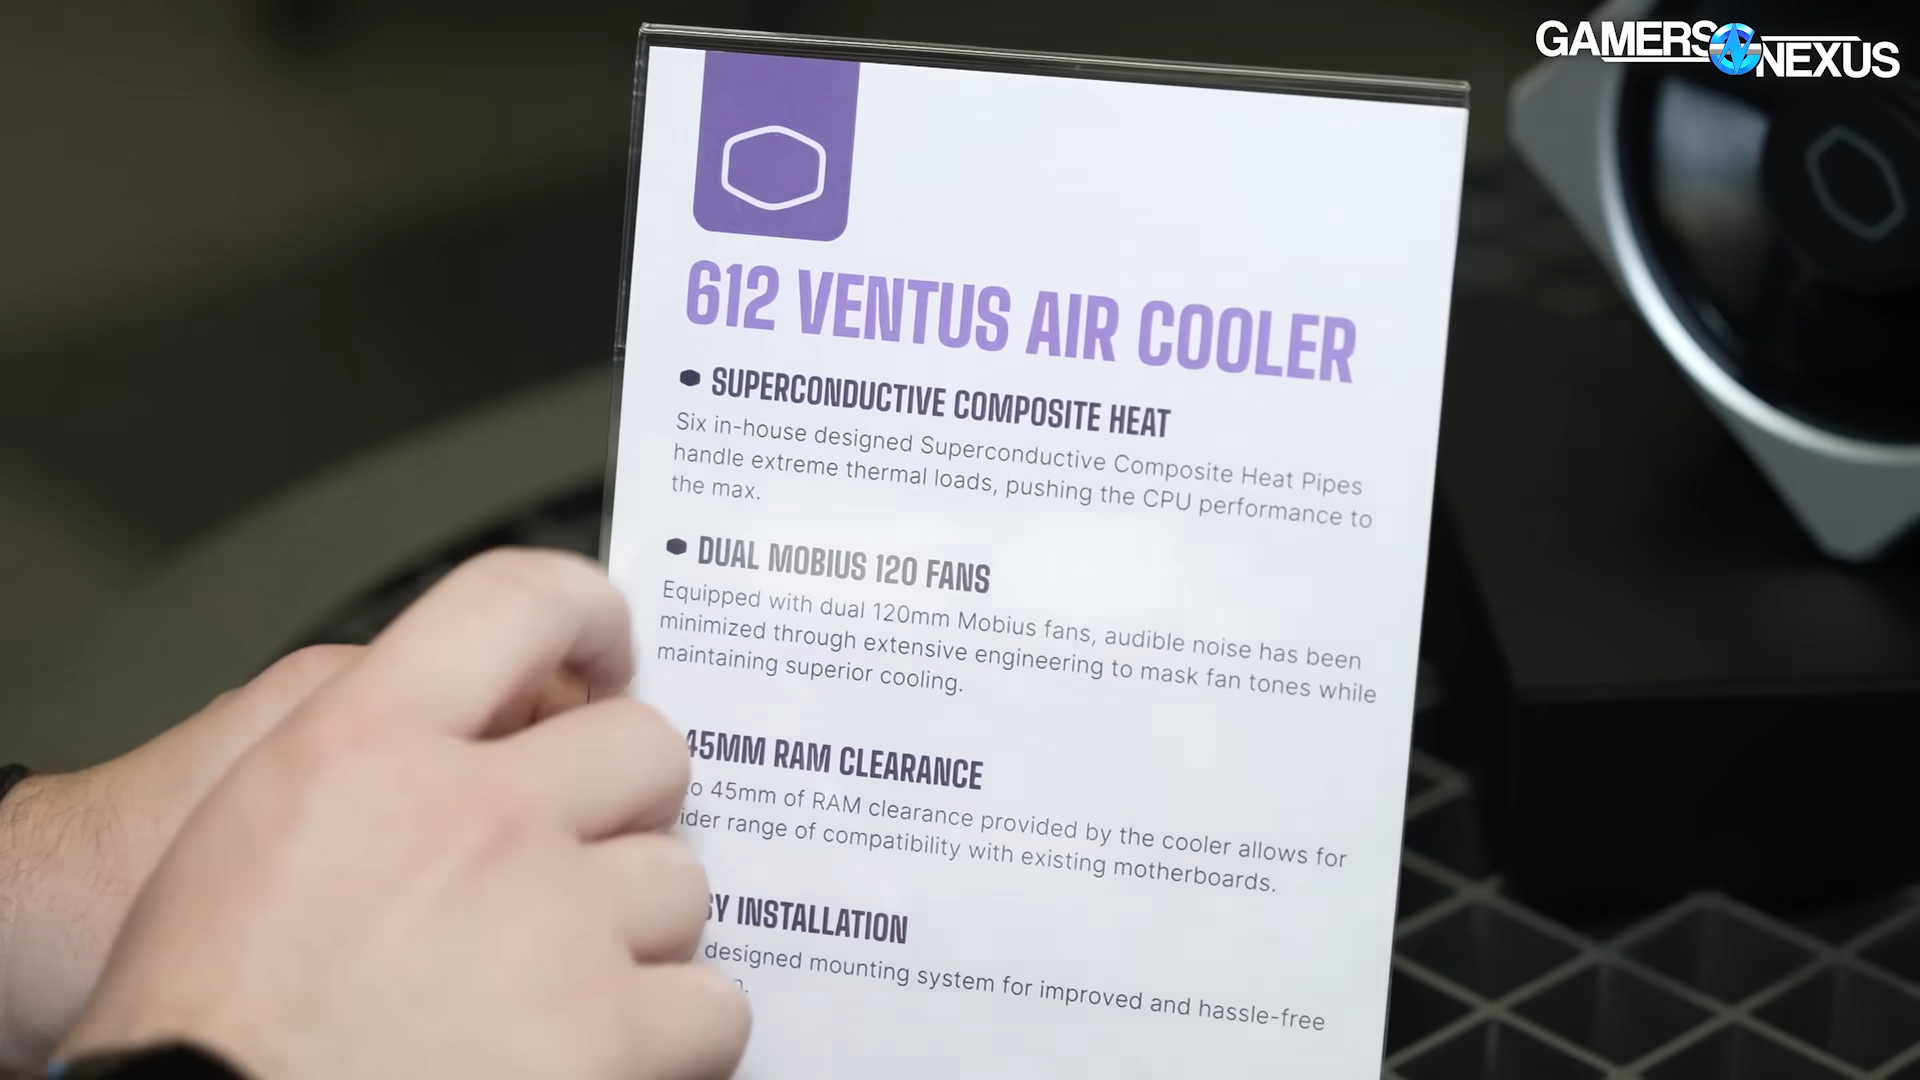 GAMERS NEXUS
612 VENTUS AIR COOLER
SUPERCONDUCTIVE COMPOSITE HEAT
Six in-house designed Superconductive Composite Heat Pipes
handle extreme thermal loads, pushing the CPU performance to
the max.
DUAL MOBIUS 120 FANS
Equipped with dual 120mm Mobius fans, audible noise has been
minimized through extensive engineering to mask fan tones while
maintaining superior cooling.
45MM RAM CLEARANCE
to 45mm of RAM clearance provided by the cooler allows for
ider range of compatibility with existing motherboards.
SY INSTALLATION
designed mounting system for improved and hassle-free
n.